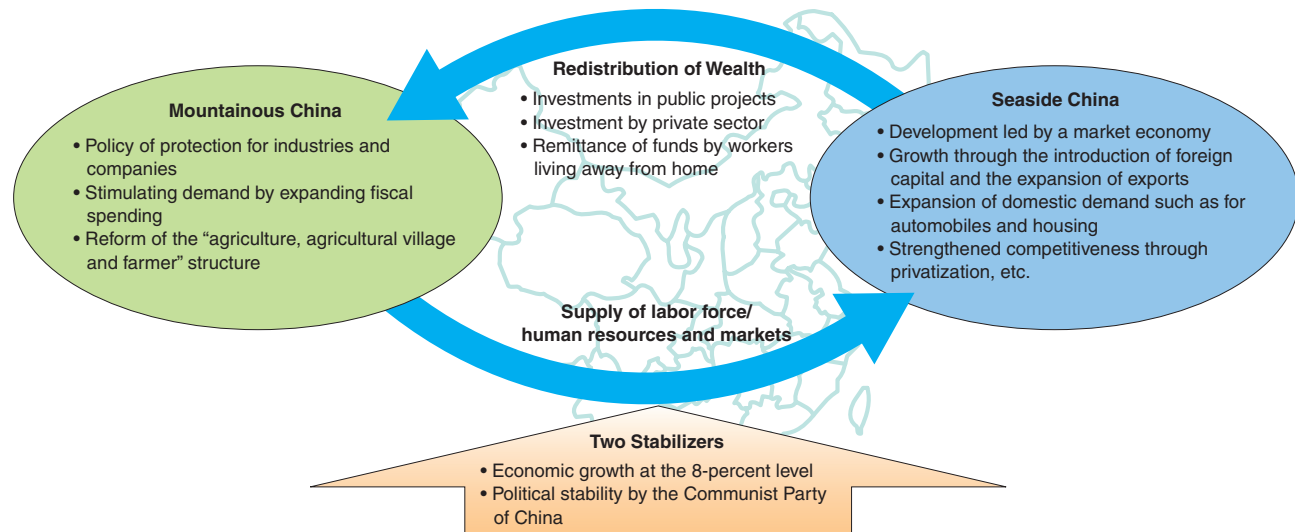 Mountainous China
• Policy of protection for industries and
companies
• Stimulating demand by expanding fiscal
spending
• Reform of the “agriculture, agricultural village
and farmer” structure
Redistribution of Wealth
• Investments in public projects
• Investment by private sector
• Remittance of funds by workers
living away from home
Seaside China
• Development led by a market economy
• Growth through the introduction of foreign
capital and the expansion of exports
• Expansion of domestic demand such as for
automobiles and housing
• Strengthened competitiveness through
privatization, etc.
Supply of labor force/
human resources and markets
Two Stabilizers
• Economic growth at the 8-percent level
• Political stability by the Communist Party
of China